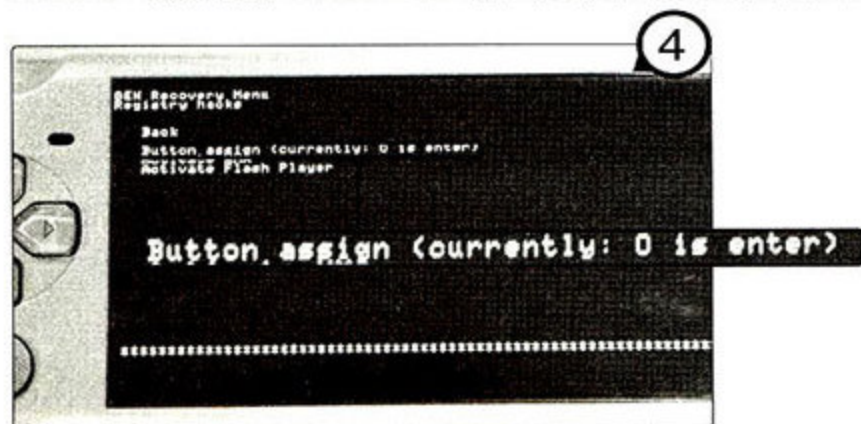 4
Recovery Menu
Registry hacks
Back
Button assign (currently: O is enter)
Activate Flash Player
Button assign (currently: O is enter)